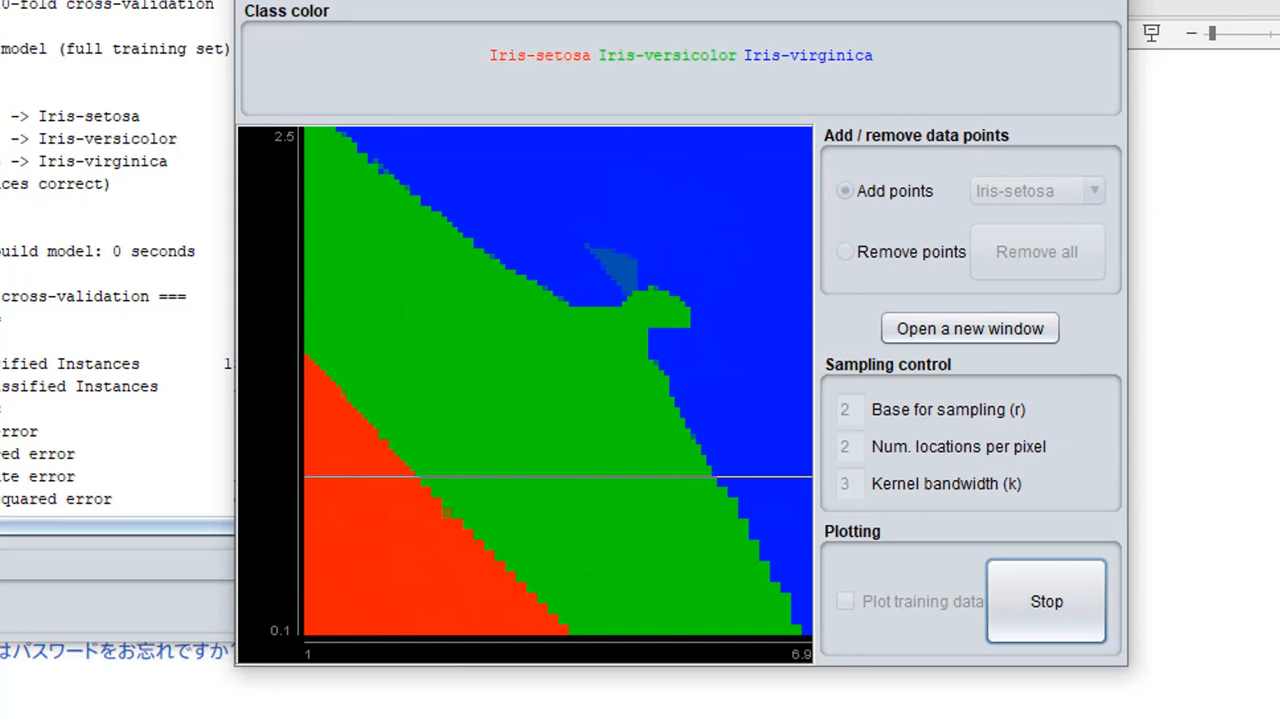 0-fold cross-validation
model (full training set)
-> Iris-setosa
-> Iris-versicolor
-> Iris-virginica
ces correct)
uild model: 0 seconds
cross-validation ===
ified Instances
ssified Instances
error
red error
te error
quared error
はパスワードをお忘れですか
Class color
Iris-setosa Iris-versicolor Iris-virginica
2.5
0.1
1
6.9
Add / remove data points
Add points
Iris-setosa
Remove points
Remove all
Open a new window
Sampling control
2 Base for sampling (r)
2 Num. locations per pixel
3 Kernel bandwidth (k)
Plotting
Plot training data
Stop